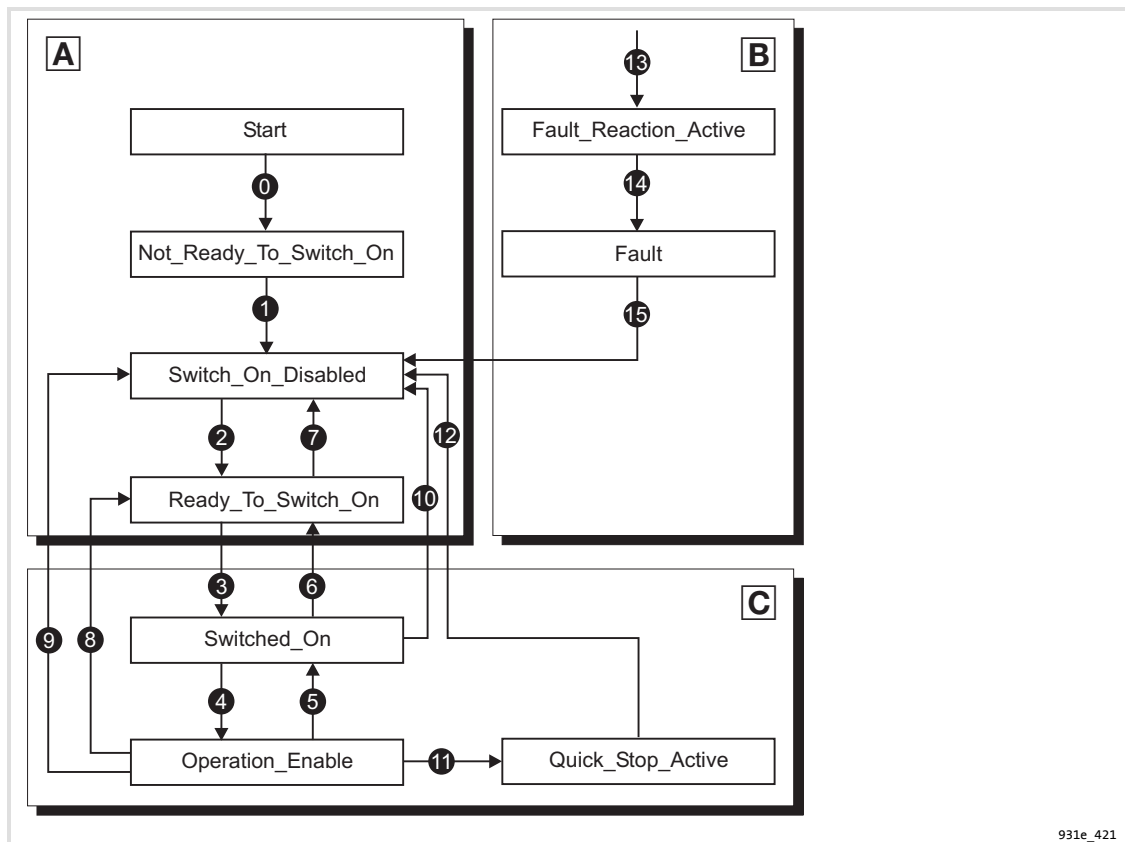 A
B
13
Start
Fault_Reaction_Active
0
14
Not_Ready_To_Switch_On
Fault
1
15
Switch_On_Disabled
2
7
12
Ready_To_Switch_On
10
3
6
C
9
8
Switched_On
4
5
Operation_Enable
11
Quick_Stop_Active
931e_421